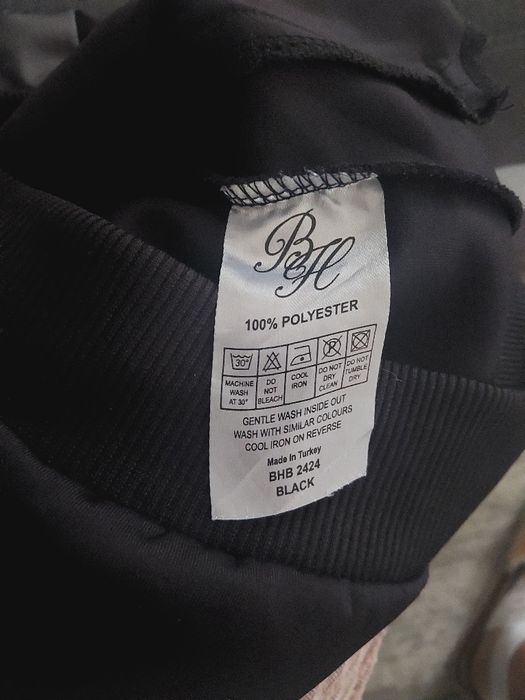 B&H
100% POLYESTER
30°
P
MACHINE WASH AT 30°
DO NOT BLEACH
COOL IRON
DO NOT DRY CLEAN
DO NOT TUMBLE DRY
GENTLE WASH INSIDE OUT
WASH WITH SIMILAR COLOURS
COOL IRON ON REVERSE
Made in Turkey
BHB 2424
BLACK